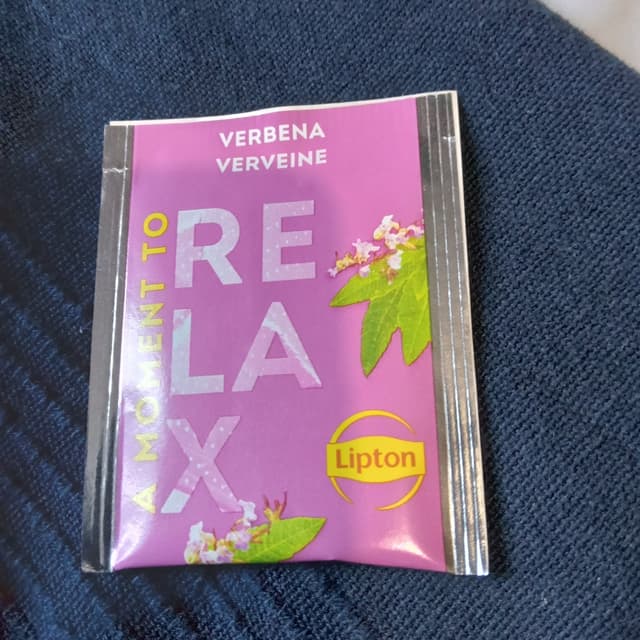 VERBENA
VERVEINE
A MOMENT TO
RE
LA
X
Lipton